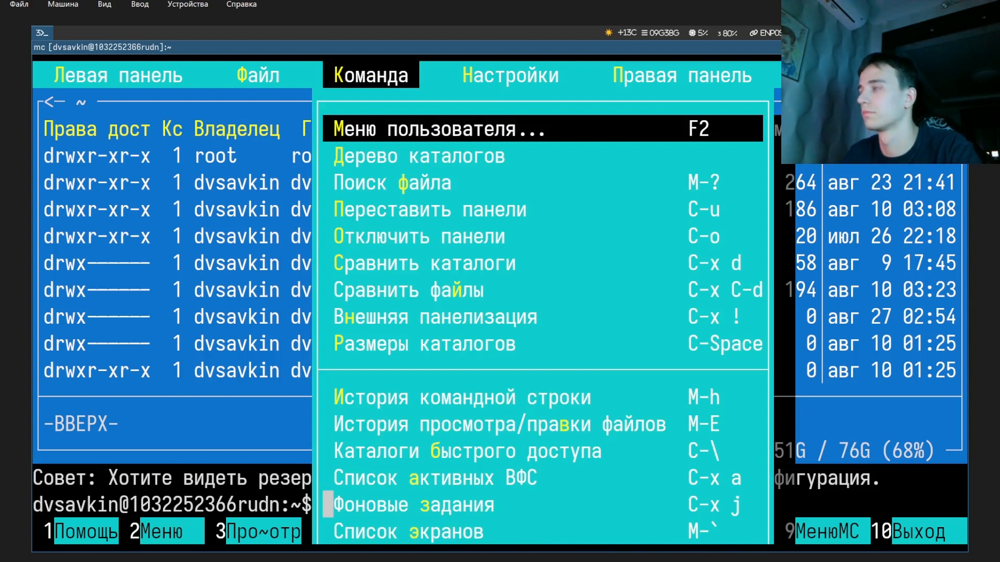 Файл Машина Вид Ввод Устройства Справка
3>_ +13C 09G38G 5% 3 80%
mc [dvsavkin@1032252366rudn]:~
Левая панель Файл Команда Настройки Правая панель
<— ~
Права дост Кс Владелец Г Меню пользователя... F2
drwxr-xr-x 1 root ro Дерево каталогов
drwxr-xr-x 1 dvsavkin dv Поиск файла M-? 264 авг 23 21:41
drwxr-xr-x 1 dvsavkin dv Переставить панели C-u 186 авг 10 03:08
drwxr-xr-x 1 dvsavkin dv Отключить панели C-o 20 июл 26 22:18
drwx------ 1 dvsavkin dv Сравнить каталоги C-x d 58 авг 9 17:45
drwx------ 1 dvsavkin dv Сравнить файлы C-x C-d 194 авг 10 03:23
drwx------ 1 dvsavkin dv Внешняя панелизация C-x ! 0 авг 27 02:54
drwx------ 1 dvsavkin dv Размеры каталогов C-Space 0 авг 10 01:25
drwxr-xr-x 1 dvsavkin dv 0 авг 10 01:25
История командной строки M-h
-ВВЕРХ- История просмотра/правки файлов M-E
Каталоги быстрого доступа C-\ 51G / 76G (68%)
Совет: Хотите видеть резер Список активных ВФС C-x a фигурация.
dvsavkin@1032252366rudn:~$ Фоновые задания C-x j
1Помощь 2Меню 3Про~отр Список экранов M-` 9МенюМС 10Выход